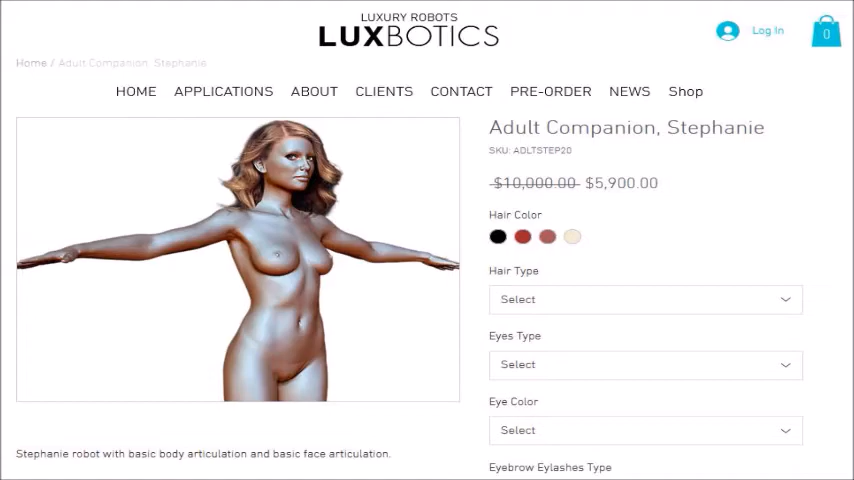 LUXURY ROBOTS
LUXBOTICS
Log In
0
Home / Adult Companion, Stephanie
HOME APPLICATIONS ABOUT CLIENTS CONTACT PRE-ORDER NEWS Shop
Adult Companion, Stephanie
SKU: ADLTSTEP20
$10,000.00 $5,900.00
Hair Color
Hair Type
Select
Eyes Type
Select
Eye Color
Select
Eyebrow Eylashes Type
Stephanie robot with basic body articulation and basic face articulation.